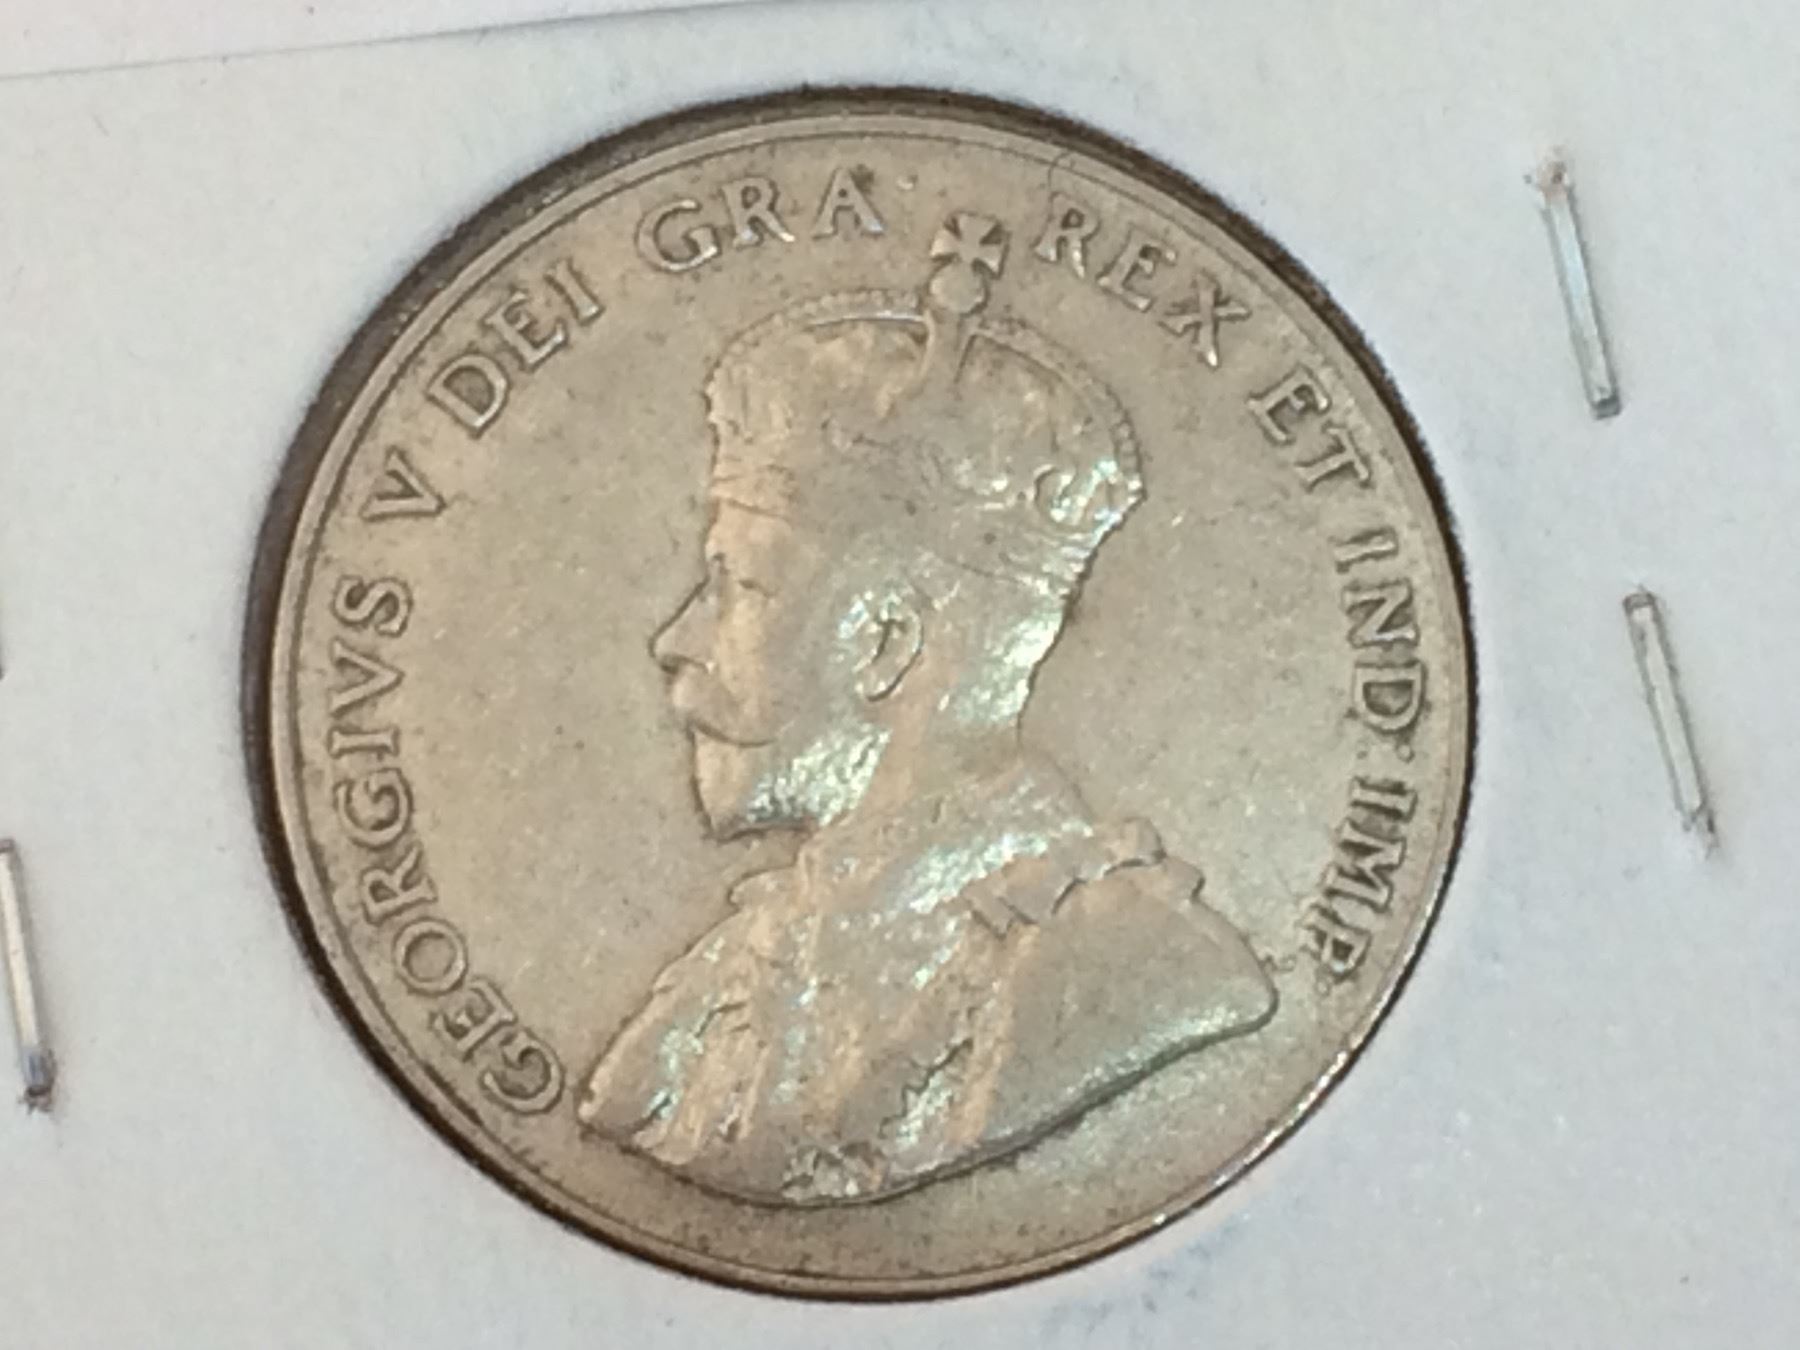 GEORGIVS V DEI GRA: REX ET IND: IMP: